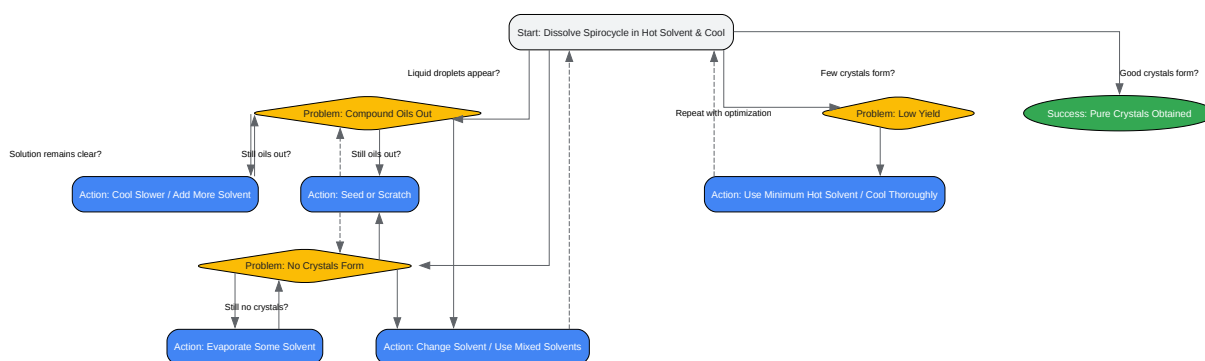 Start: Dissolve Spirocycle in Hot Solvent & Cool
Liquid droplets appear?
Few crystals form?
Good crystals form?
Problem: Compound Oils Out
Repeat with optimization
Problem: Low Yield
Success: Pure Crystals Obtained
Solution remains clear?
Still oils out?
Still oils out?
Action: Cool Slower / Add More Solvent
Action: Seed or Scratch
Action: Use Minimum Hot Solvent / Cool Thoroughly
Problem: No Crystals Form
Still no crystals?
Action: Evaporate Some Solvent
Action: Change Solvent / Use Mixed Solvents